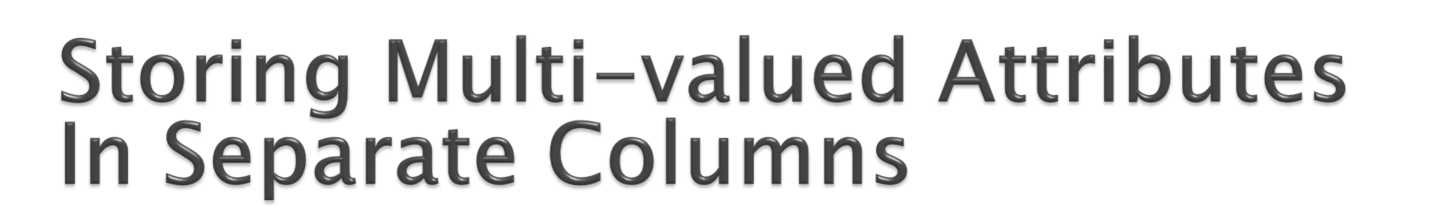 Storing Multi-valued Attributes
In Separate Columns